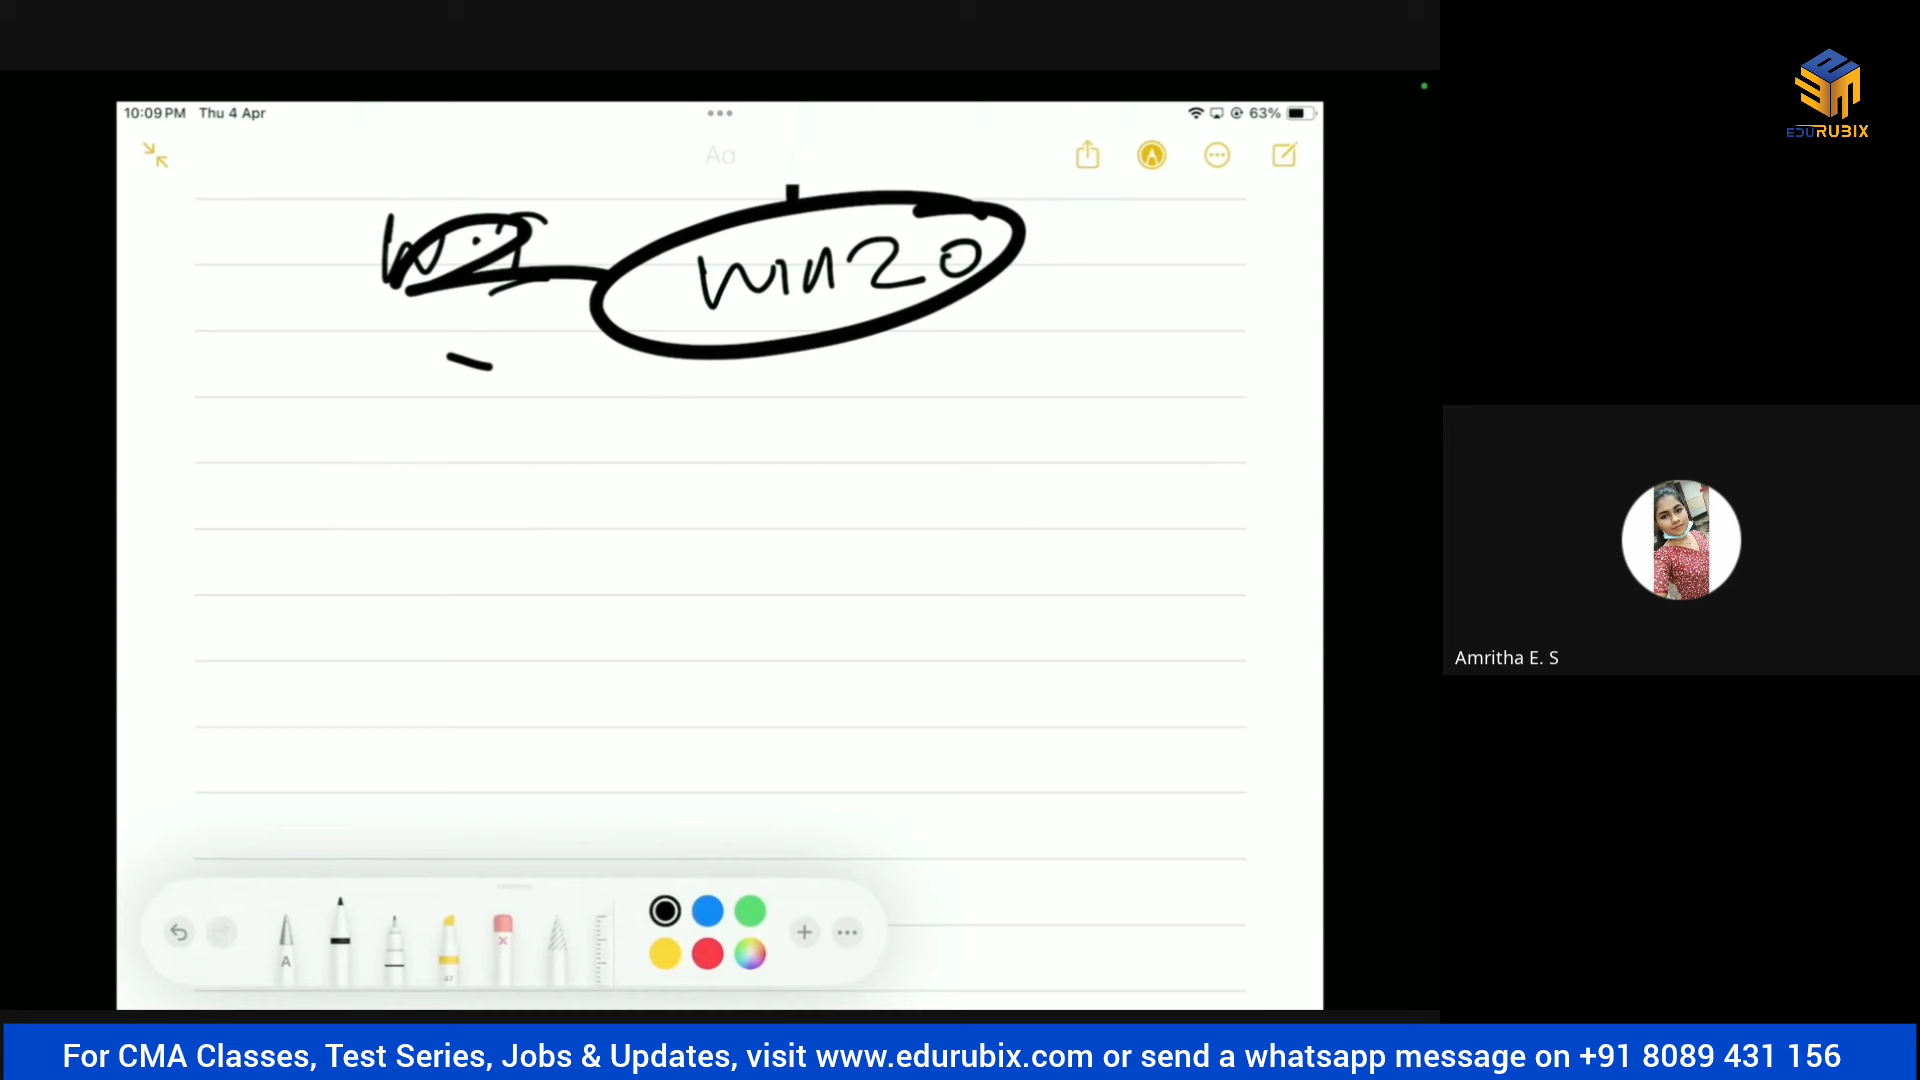 10:09 PM Thu 4 Apr
63%
Aa
EDURUBIX
win20
Amritha E. S
A
For CMA Classes, Test Series, Jobs & Updates, visit www.edurubix.com or send a whatsapp message on +91 8089 431 156